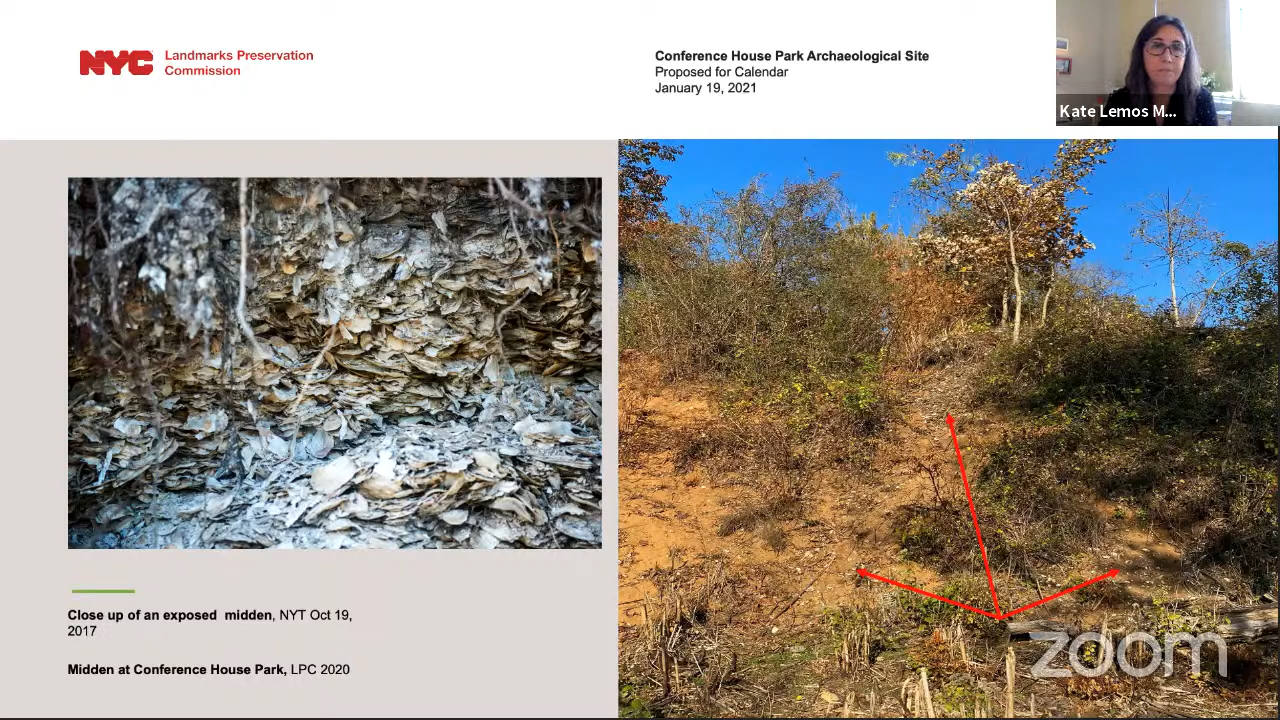 NYC Landmarks Preservation
Commission
Conference House Park Archaeological Site
Proposed for Calendar
January 19, 2021
Kate Lemos M...
Close up of an exposed midden, NYT Oct 19,
2017
Midden at Conference House Park, LPC 2020
zoom